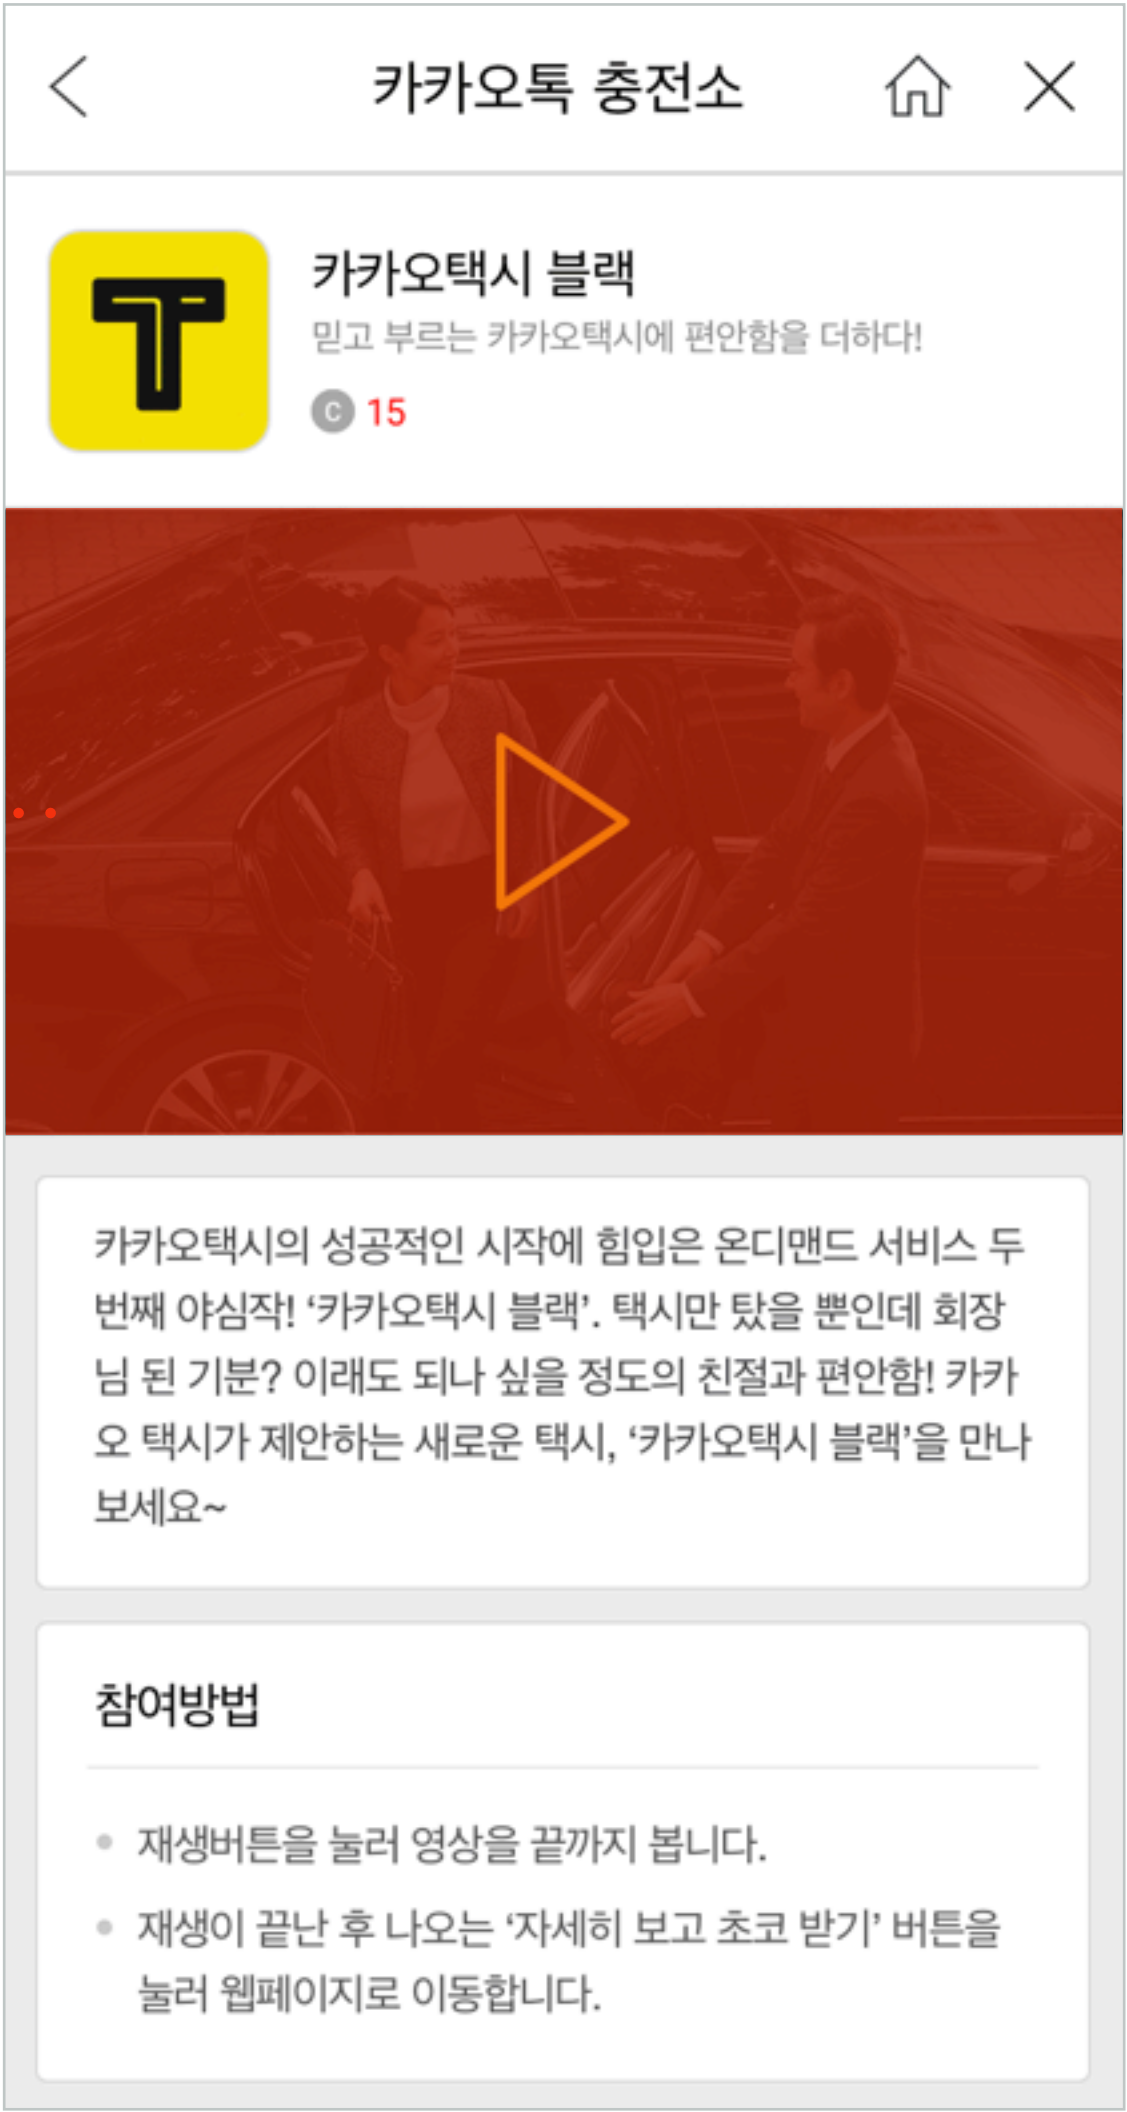 카카오톡 충전소
T
카카오택시 블랙
믿고 부르는 카카오택시에 편안함을 더하다!
C 15
카카오택시의 성공적인 시작에 힘입은 온디맨드 서비스 두
번째 야심작! ‘카카오택시 블랙’. 택시만 탔을 뿐인데 회장
님 된 기분? 이래도 되나 싶을 정도의 친절과 편안함! 카카
오 택시가 제안하는 새로운 택시, ‘카카오택시 블랙’을 만나
보세요~
참여방법
재생버튼을 눌러 영상을 끝까지 봅니다.
재생이 끝난 후 나오는 ‘자세히 보고 초코 받기’ 버튼을
눌러 웹페이지로 이동합니다.